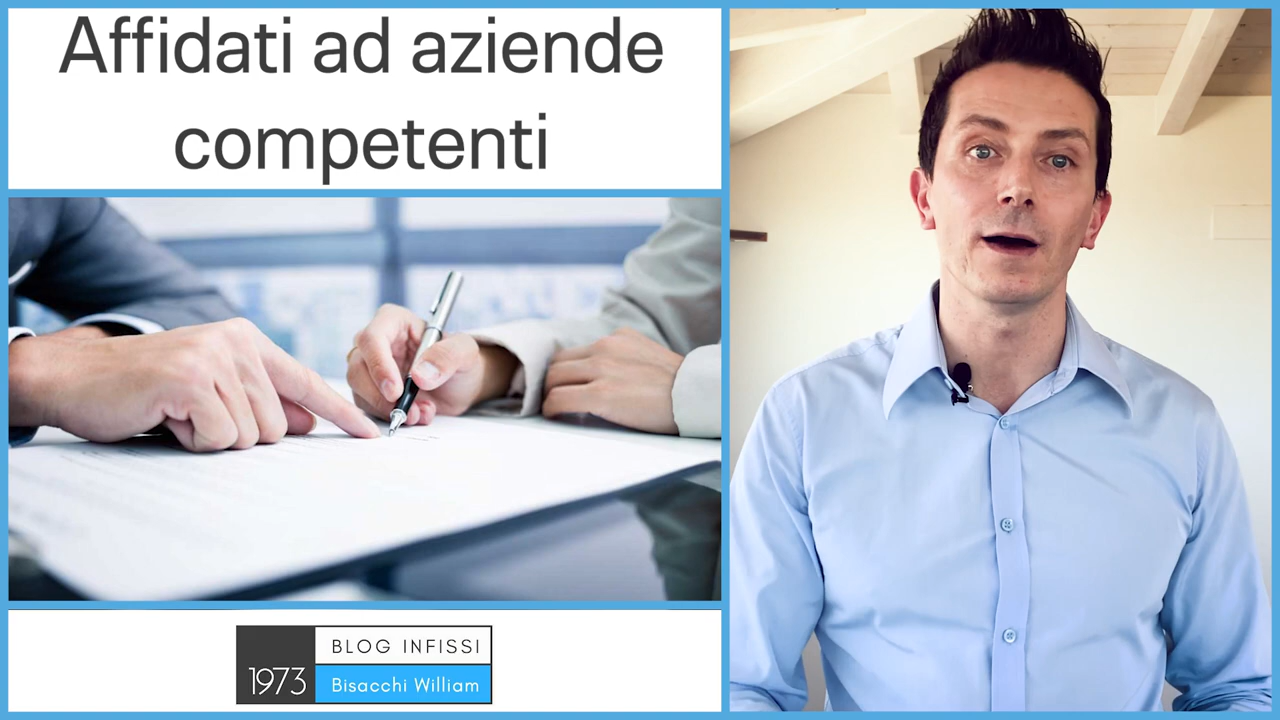 Affidati ad aziende
competenti
1973
BLOG INFISSI
Bisacchi William